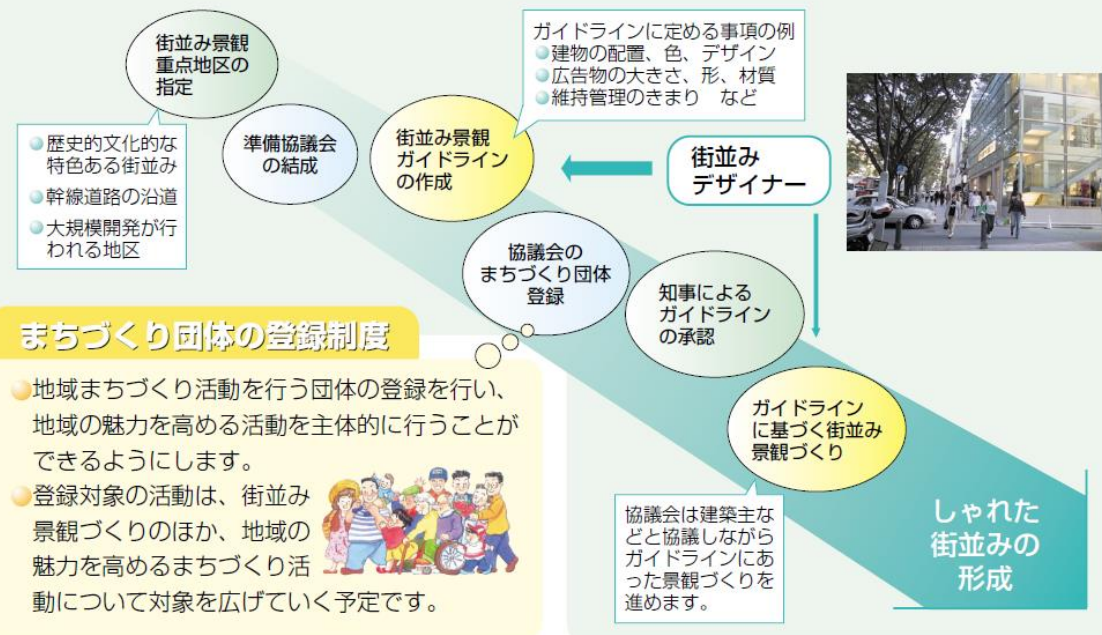 街並み景観
重点地区の
指定
歴史的文化的な
特色ある街並み
幹線道路の沿道
大規模開発が行
われる地区
準備協議会
の結成
街並み景観
ガイドライン
の作成
ガイドラインに定める事項の例
建物の配置、色、デザイン
広告物の大きさ、形、材質
維持管理のきまり など
街並み
デザイナー
協議会の
まちづくり団体
登録
知事による
ガイドライン
の承認
ガイドライン
に基づく街並み
景観づくり
協議会は建築主な
どと協議しながら
ガイドラインにあ
った景観づくりを
進めます。
しゃれた
街並みの
形成
まちづくり団体の登録制度
地域まちづくり活動を行う団体の登録を行い、
地域の魅力を高める活動を主体的に行うことが
できるようにします。
登録対象の活動は、街並み
景観づくりのほか、地域の
魅力を高めるまちづくり活
動について対象を広げていく予定です。